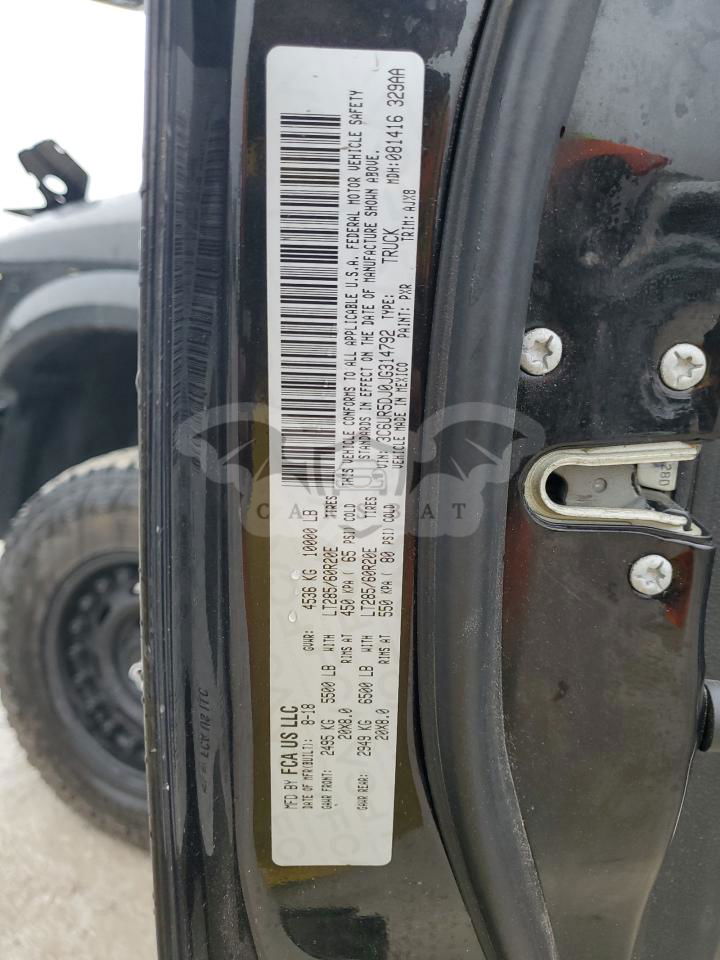 MFD BY FCA US LLC
DATE OF MFR(BUILT): 8-18 GVWR: 4536 KG 10000 LB
GAWR FRONT: 2495 KG 5500 LB WITH LT285/60R20E TIRES
20X8.0 RIMS AT 450 KPA ( 65 PSI) COLD
GAWR REAR: 2949 KG 6500 LB WITH LT285/60R20E TIRES
20X8.0 RIMS AT 550 KPA ( 80 PSI) COLD
THIS VEHICLE CONFORMS TO ALL APPLICABLE U.S.A. FEDERAL MOTOR VEHICLE SAFETY
STANDARDS IN EFFECT ON THE DATE OF MANUFACTURE SHOWN ABOVE.
VIN: 3C6UR5DJ0JG314792 TYPE: TRUCK MDH:081416 329AA
VEHICLE MADE IN MEXICO PAINT: PXR TRIM: AJX8
CARSBAT
280